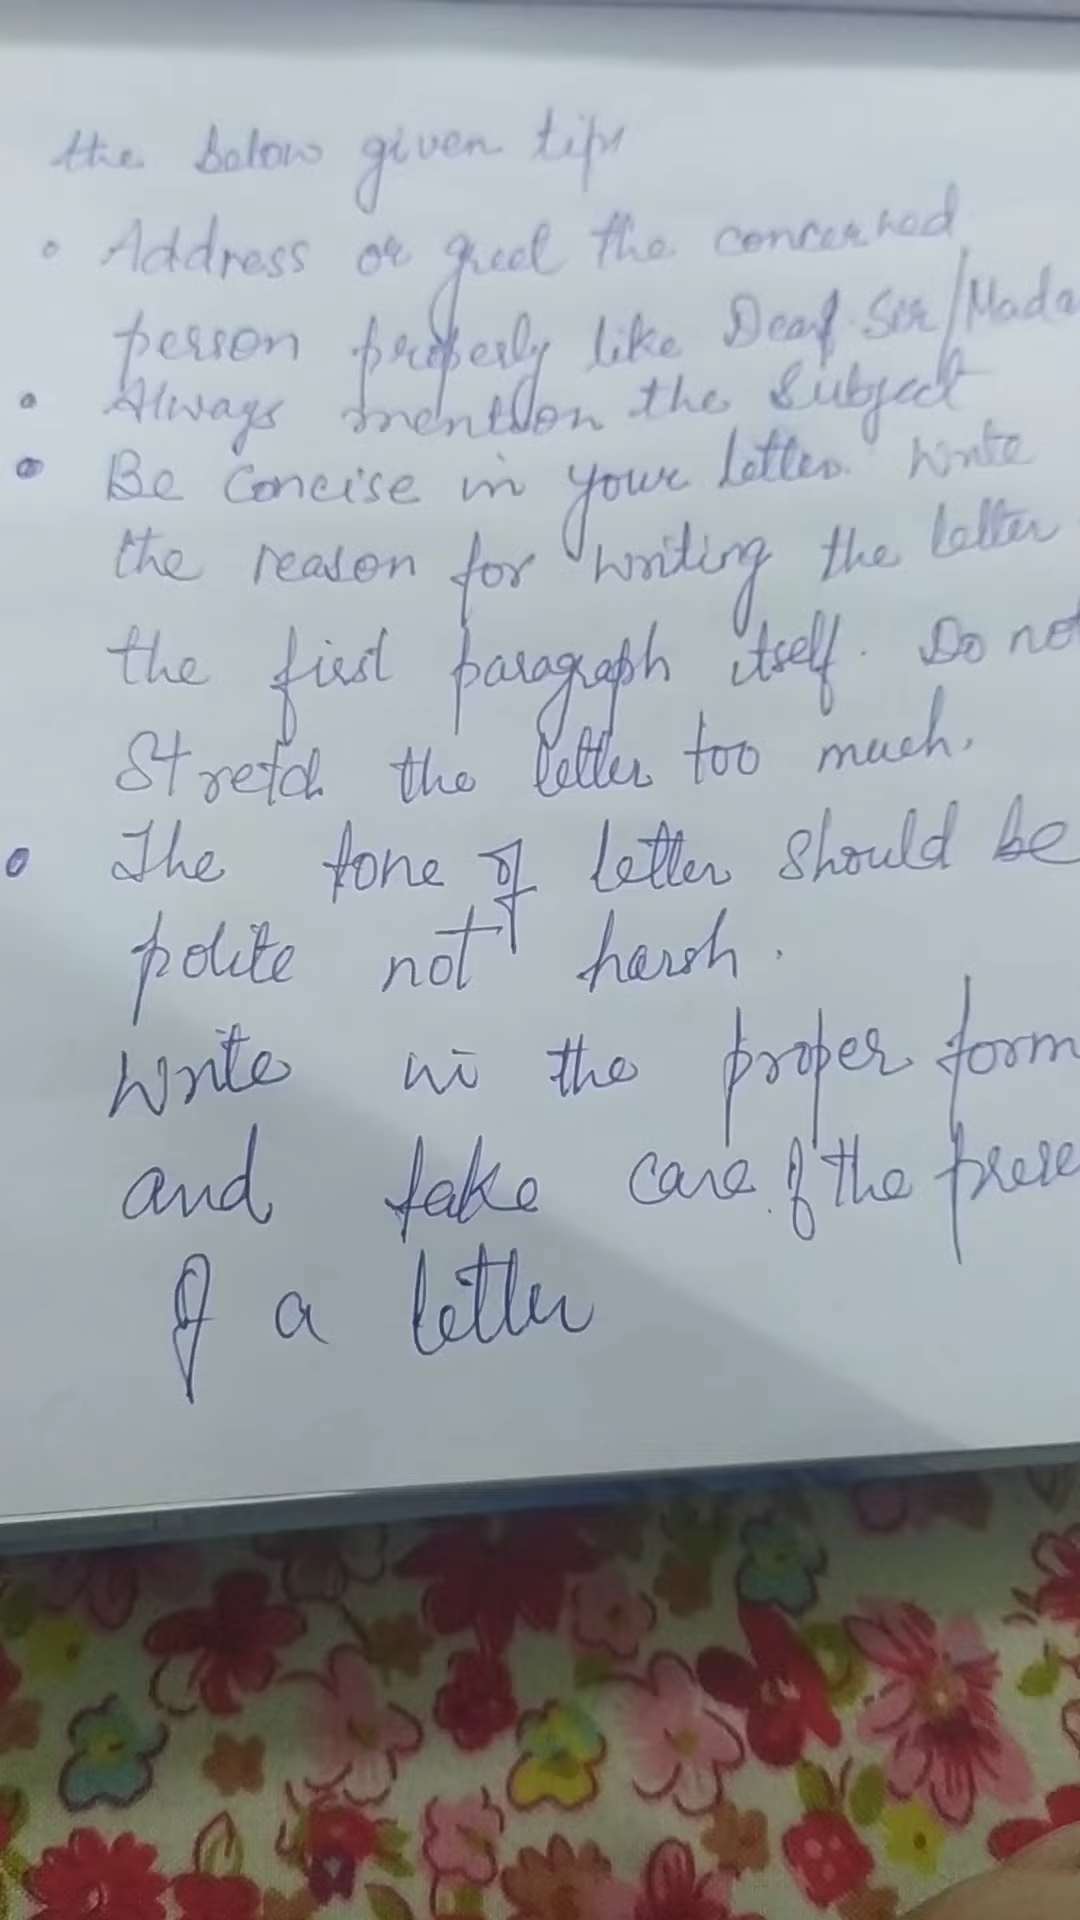 the below given tips
• Address or greet the concerned
person properly like Dear Sir/Mada
• Always mention the Subject
• Be Concise in your letter. Write
the reason for writing the letter
the first paragraph itself. Do not
Stretch the letter too much.
• The tone of letter should be
polite not harsh.
Write in the proper form
and take care of the prese
of a letter